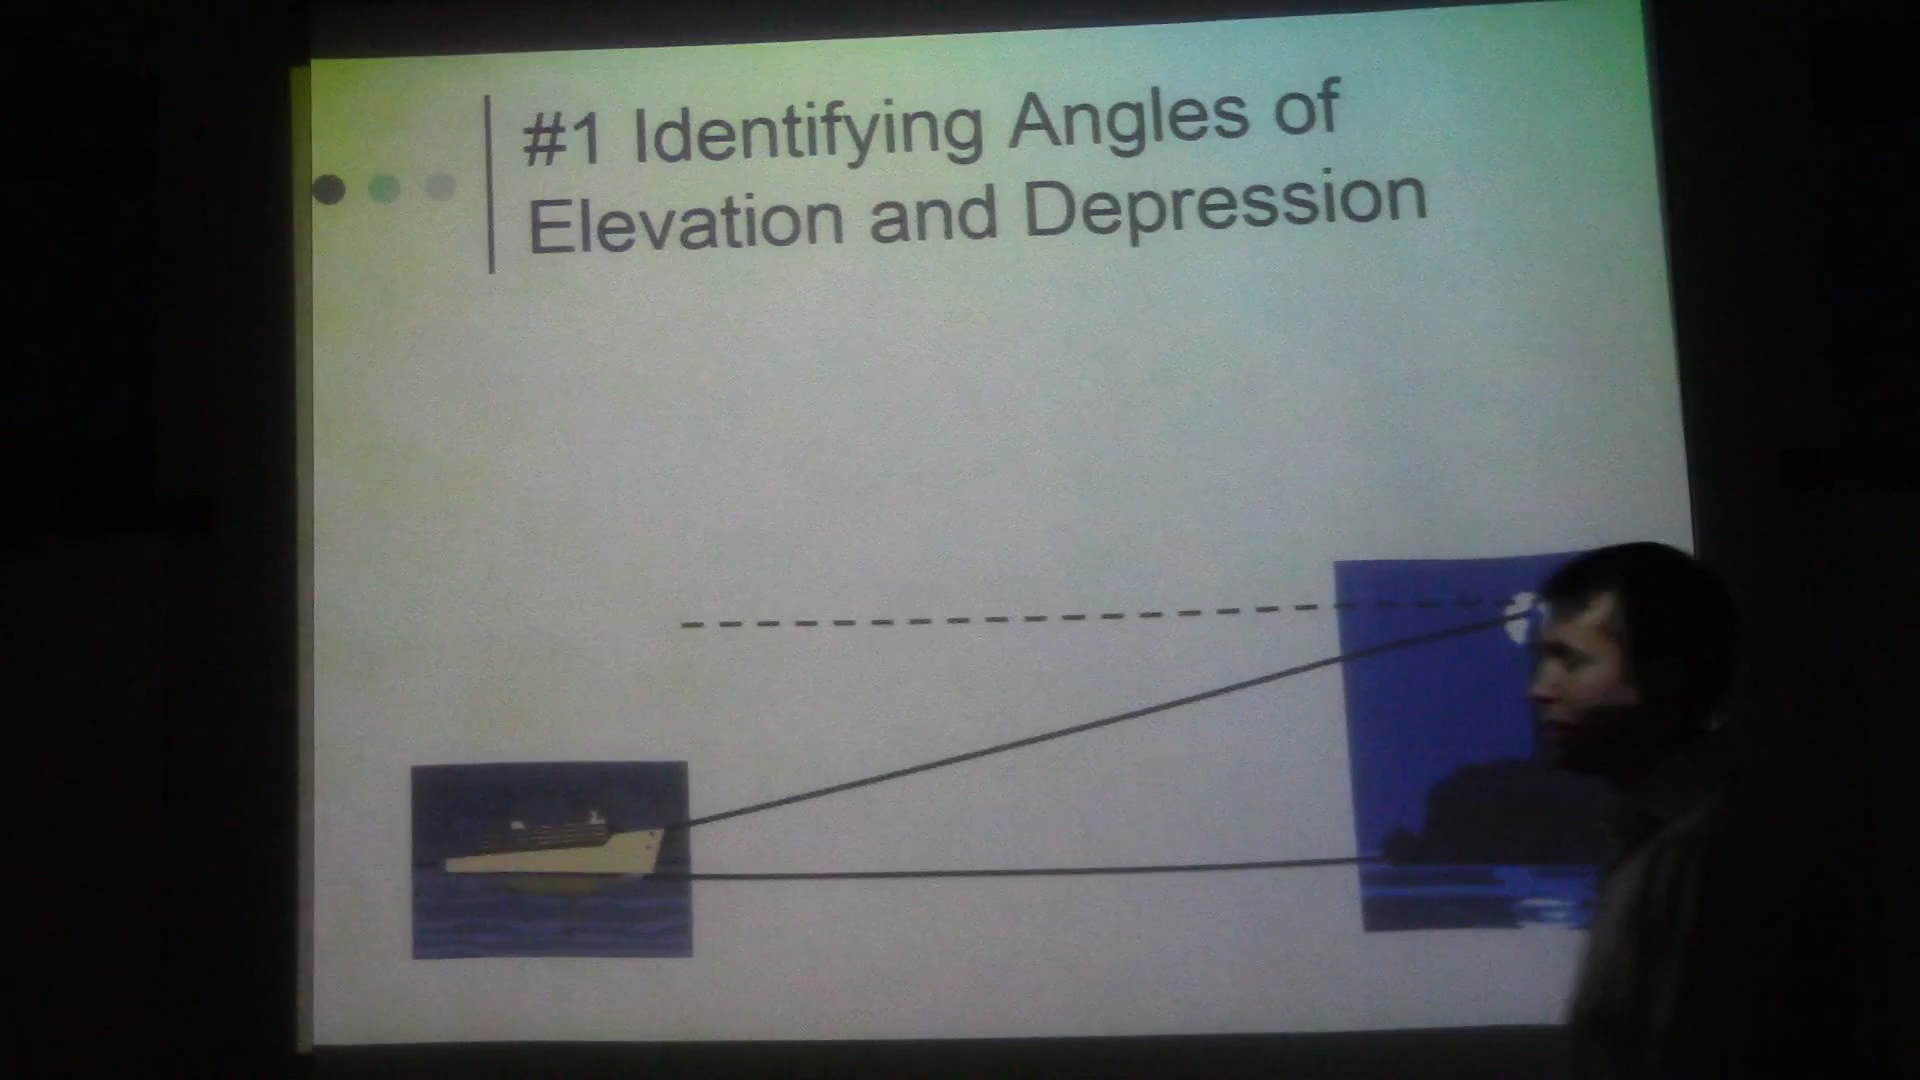 #1 Identifying Angles of
Elevation and Depression